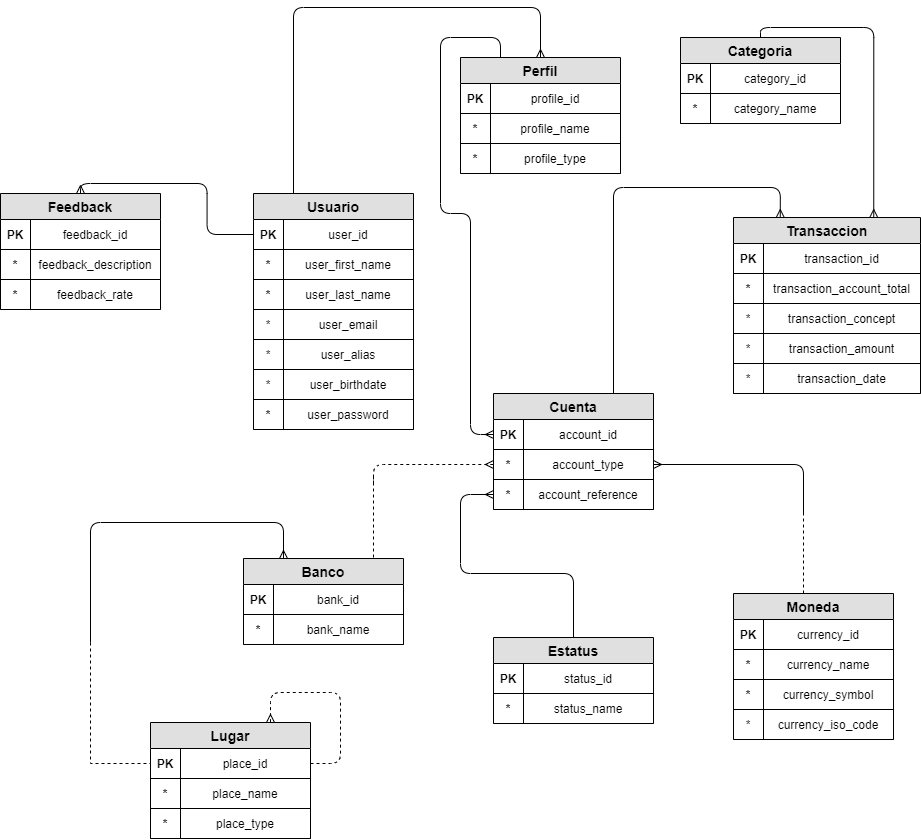 Perfil
PK profile_id
* profile_name
* profile_type
Categoria
PK category_id
* category_name
Feedback
PK feedback_id
* feedback_description
* feedback_rate
Usuario
PK user_id
* user_first_name
* user_last_name
* user_email
* user_alias
* user_birthdate
* user_password
Transaccion
PK transaction_id
* transaction_account_total
* transaction_concept
* transaction_amount
* transaction_date
Cuenta
PK account_id
* account_type
* account_reference
Banco
PK bank_id
* bank_name
Estatus
PK status_id
* status_name
Moneda
PK currency_id
* currency_name
* currency_symbol
* currency_iso_code
Lugar
PK place_id
* place_name
* place_type